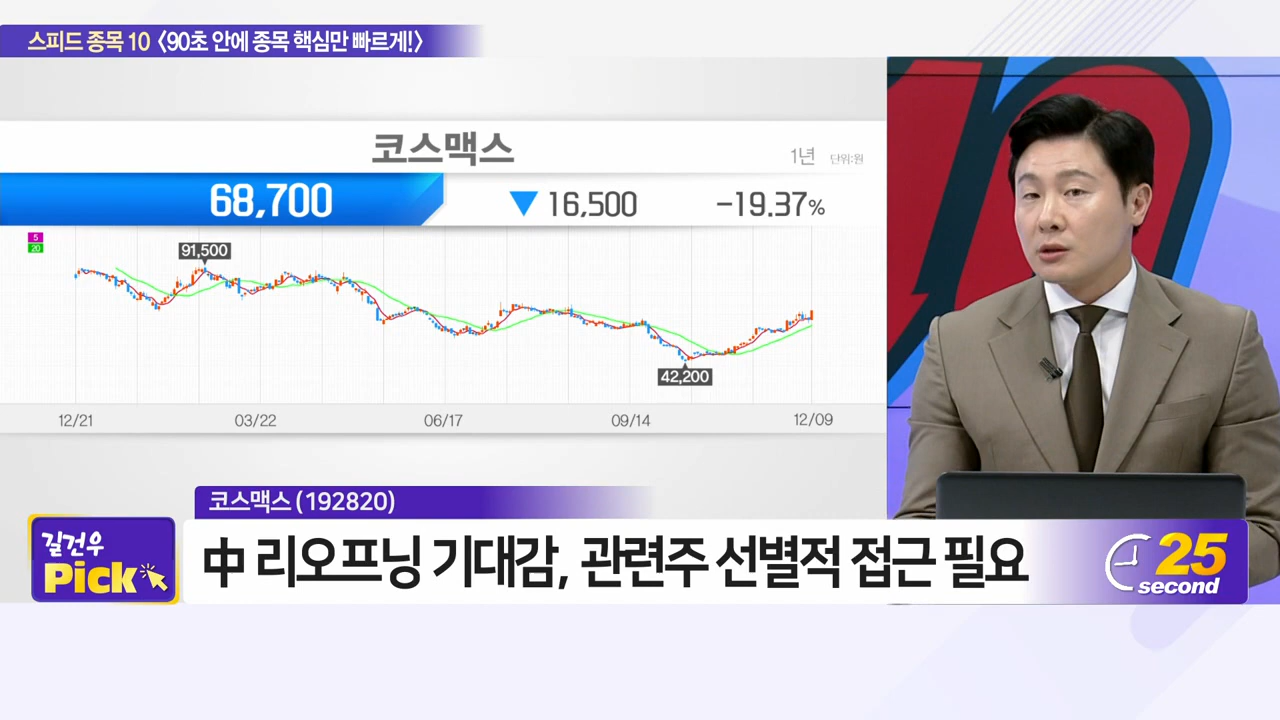 스피드 종목 10 〈90초 안에 종목 핵심만 빠르게!〉
코스맥스
1년 단위:원
68,700 ▼ 16,500 -19.37%
5
20
91,500
42,200
12/21 03/22 06/17 09/14 12/09
코스맥스 (192820)
길건우
Pick
中 리오프닝 기대감, 관련주 선별적 접근 필요
25
second